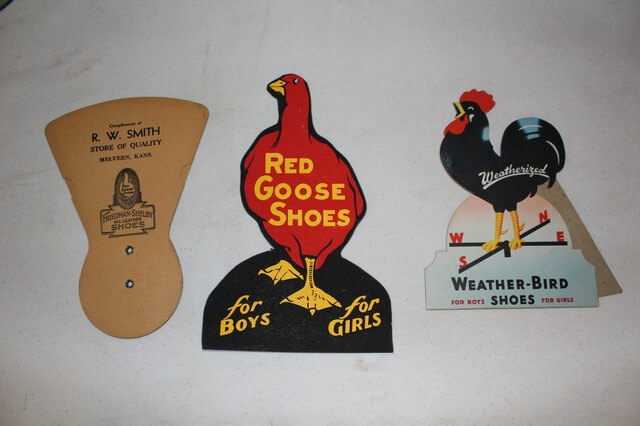 Compliments of
R. W. SMITH
STORE OF QUALITY
MELVERN, KANS.
FRIEDMAN-SHELBY
ALL-LEATHER
SHOES
RED
GOOSE
SHOES
for
BOYS
for
GIRLS
Weatherized
W N
S E
WEATHER-BIRD
FOR BOYS SHOES FOR GIRLS